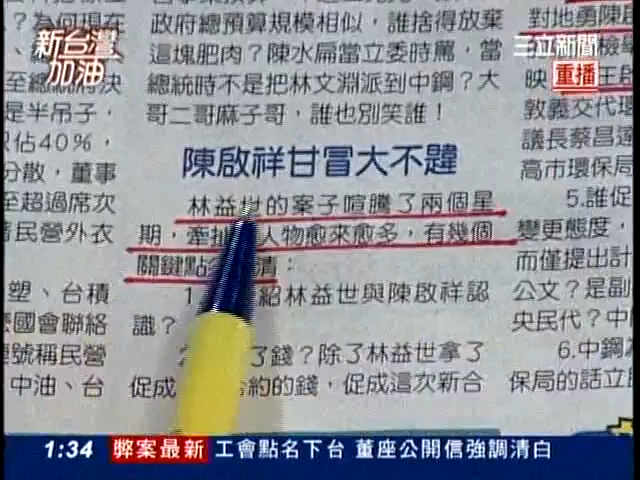 新台灣
加油
三立新聞
重播
？為何現在
總統府決
是半吊子，
只佔40%，
分散，董事
至超過席次
著民營外衣
塑、台積
麼國會聯絡
號稱民營
中油、台
政府總預算規模相似，誰捨得放棄
這塊肥肉？陳水扁當立委時罵，當
總統時不是把林文淵派到中鋼？大
哥二哥麻子哥，誰也別笑誰！
陳啟祥甘冒大不韙
林益世的案子喧騰了兩個星
期，牽扯 人物愈來愈多，有幾個
關鍵點 清：
1 紹林益世與陳啟祥認
識？
2. 了錢？除了林益世拿了
促成 合約的錢，促成這次新合
對地勇陳
映
敦義交代環
議長蔡昌達
高市環保局
5.誰促
變更態度，
而僅提出計
公文？是副
央民代？中
6.中鋼
保局的話立
1:34 弊案最新 工會點名下台 董座公開信強調清白